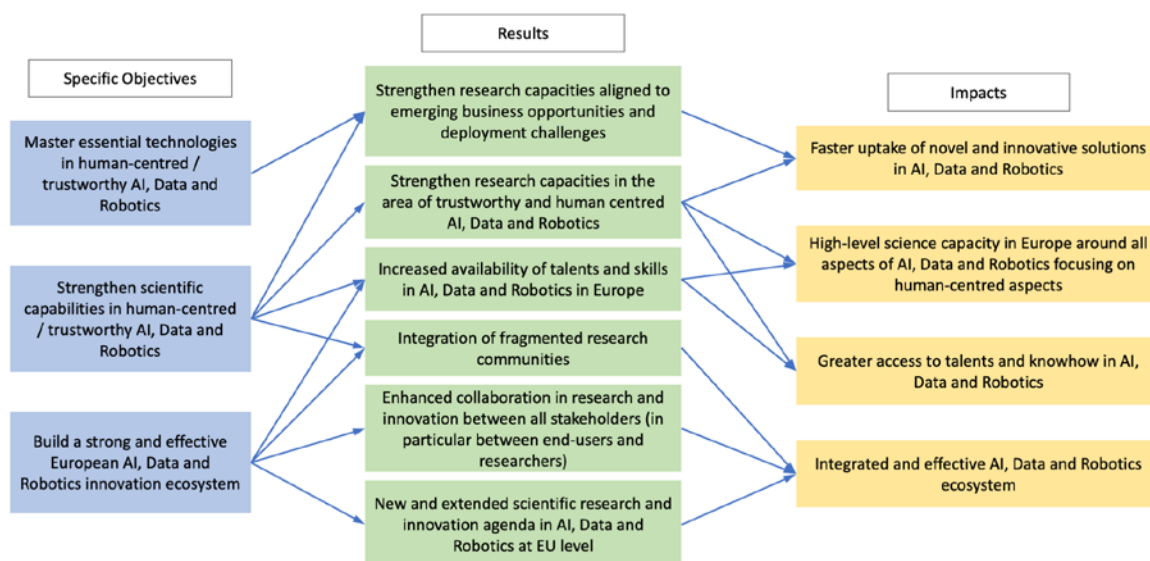 Specific Objectives
Master essential technologies
in human-centred /
trustworthy AI, Data and
Robotics
Strengthen scientific
capabilities in human-centred
/ trustworthy AI, Data and
Robotics
Build a strong and effective
European AI, Data and
Robotics innovation ecosystem
Results
Strengthen research capacities aligned to
emerging business opportunities and
deployment challenges
Strengthen research capacities in the
area of trustworthy and human centred
AI, Data and Robotics
Increased availability of talents and skills
in AI, Data and Robotics in Europe
Integration of fragmented research
communities
Enhanced collaboration in research and
innovation between all stakeholders (in
particular between end-users and
researchers)
New and extended scientific research and
innovation agenda in AI, Data and
Robotics at EU level
Impacts
Faster uptake of novel and innovative solutions
in AI, Data and Robotics
High-level science capacity in Europe around all
aspects of AI, Data and Robotics focusing on
human-centred aspects
Greater access to talents and knowhow in AI,
Data and Robotics
Integrated and effective AI, Data and Robotics
ecosystem